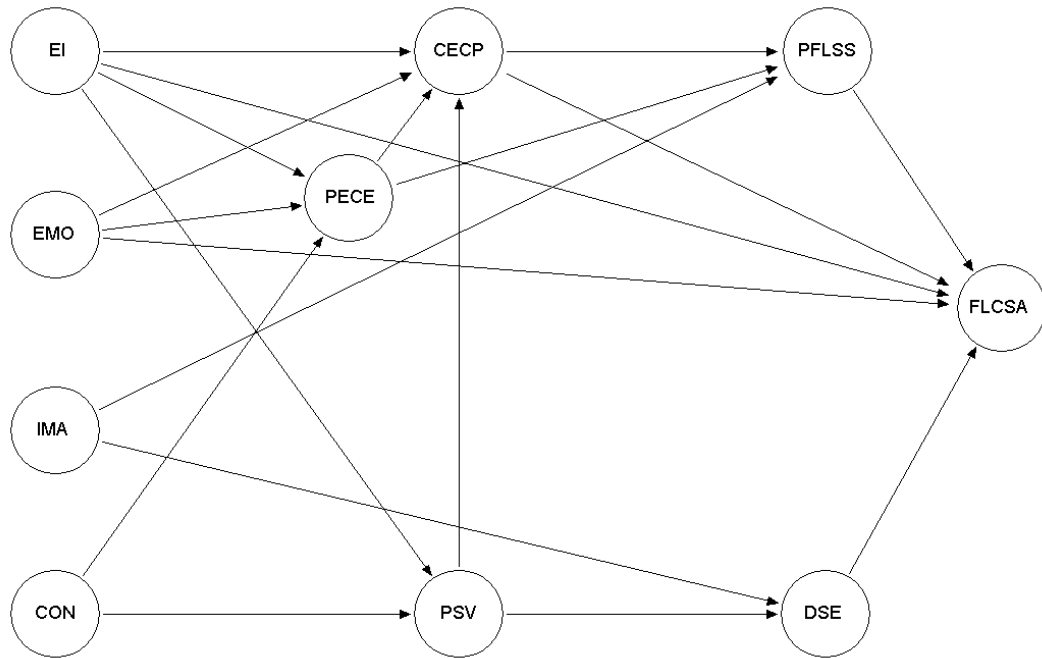 EI
CECP
PFLSS
PECE
EMO
FLCSA
IMA
CON
PSV
DSE